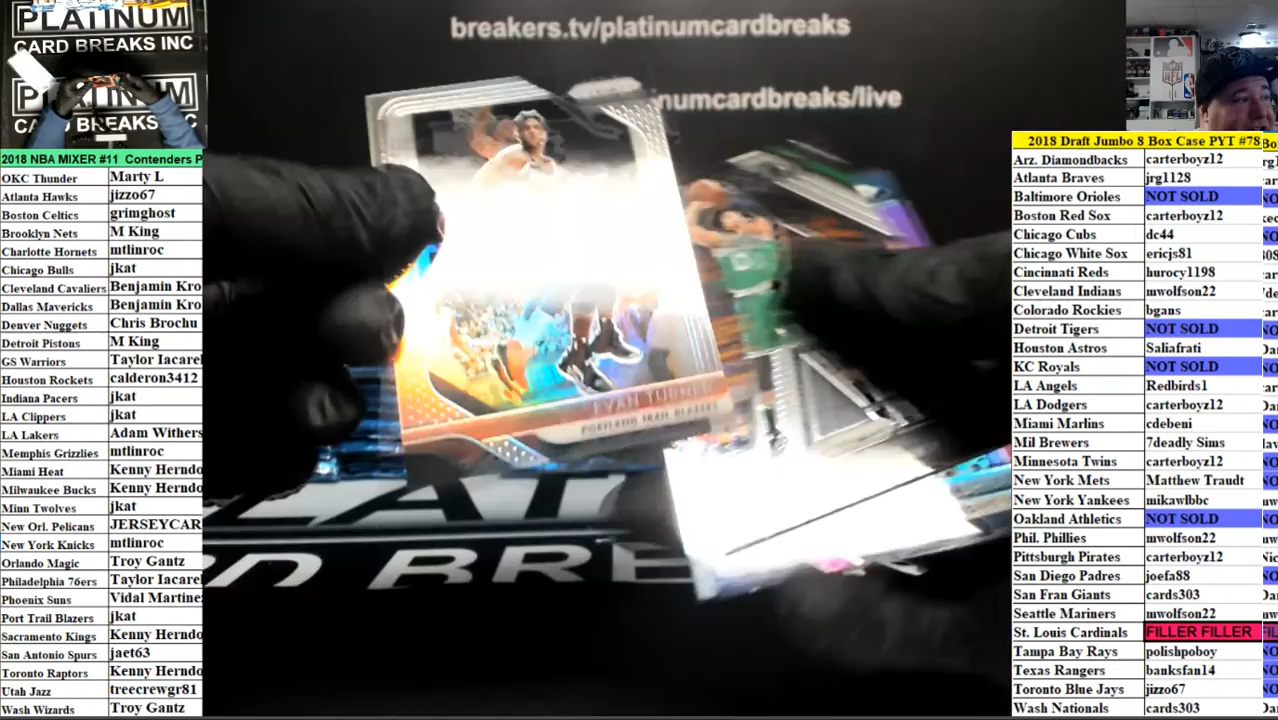 PLATINUM
CARD BREAKS INC
PLATINUM
CARD BREAKS INC
2018 NBA MIXER #11 Contenders P
OKC Thunder Marty L
Atlanta Hawks jizzo67
Boston Celtics grimghost
Brooklyn Nets M King
Charlotte Hornets mtlinroc
Chicago Bulls jkat
Cleveland Cavaliers Benjamin Kro
Dallas Mavericks Benjamin Kro
Denver Nuggets Chris Brochu
Detroit Pistons M King
GS Warriors Taylor Iacarel
Houston Rockets calderon3412
Indiana Pacers jkat
LA Clippers jkat
LA Lakers Adam Withers
Memphis Grizzlies mtlinroc
Miami Heat Kenny Herndo
Milwaukee Bucks Kenny Herndo
Minn Twolves jkat
New Orl. Pelicans JERSEYCAR
New York Knicks mtlinroc
Orlando Magic Troy Gantz
Philadelphia 76ers Taylor Iacarel
Phoenix Suns Vidal Martine
Port Trail Blazers jkat
Sacramento Kings Kenny Herndo
San Antonio Spurs jaet63
Toronto Raptors Kenny Herndo
Utah Jazz treecrewgr81
Wash Wizards Troy Gantz
breakers.tv/platinumcardbreaks
inumcardbreaks/live
EVAN TURNER
PORTLAND TRAIL BLAZERS
LAT
D BRE
2018 Draft Jumbo 8 Box Case PYT #78
Arz. Diamondbacks carterboyz12
Atlanta Braves jrg1128
Baltimore Orioles NOT SOLD
Boston Red Sox carterboyz12
Chicago Cubs dc44
Chicago White Sox ericjs81
Cincinnati Reds hurocy1198
Cleveland Indians mwolfson22
Colorado Rockies bgans
Detroit Tigers NOT SOLD
Houston Astros Saliafrati
KC Royals NOT SOLD
LA Angels Redbirds1
LA Dodgers carterboyz12
Miami Marlins cdebeni
Mil Brewers 7deadly Sims
Minnesota Twins carterboyz12
New York Mets Matthew Traudt
New York Yankees mikawlbbc
Oakland Athletics NOT SOLD
Phil. Phillies mwolfson22
Pittsburgh Pirates carterboyz12
San Diego Padres joefa88
San Fran Giants cards303
Seattle Mariners mwolfson22
St. Louis Cardinals FILLER FILLER
Tampa Bay Rays polishpoboy
Texas Rangers banksfan14
Toronto Blue Jays jizzo67
Wash Nationals cards303